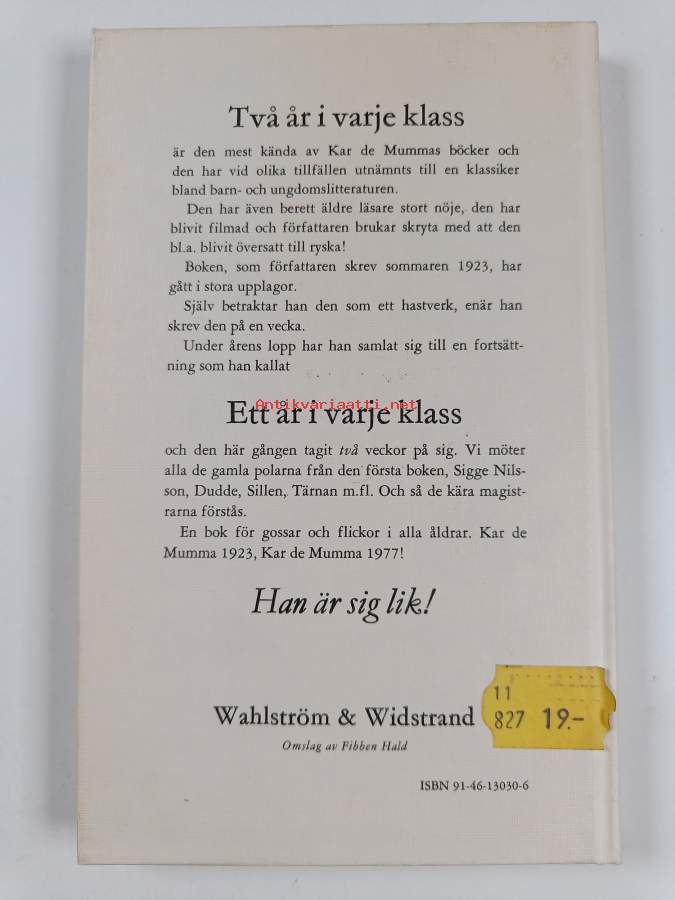 Två år i varje klass
är den mest kända av Kar de Mummas böcker och
den har vid olika tillfällen utnämnts till en klassiker
bland barn- och ungdomslitteraturen.
Den har även berett äldre läsare stort nöje, den har
blivit filmad och författaren brukar skryta med att den
bl.a. blivit översatt till ryska!
Boken, som författaren skrev sommaren 1923, har
gått i stora upplagor.
Själv betraktar han den som ett hastverk, enär han
skrev den på en vecka.
Under årens lopp har han samlat sig till en fortsätt-
ning som han kallat
Antikvariaatti.net
Ett år i varje klass
och den här gången tagit två veckor på sig. Vi möter
alla de gamla polarna från den första boken, Sigge Nils-
son, Dudde, Sillen, Tärnan m.fl. Och så de kära magist-
rarna förstås.
En bok för gossar och flickor i alla åldrar. Kar de
Mumma 1923, Kar de Mumma 1977!
Han är sig lik!
Wahlström & Widstrand
11
827 19.-
Omslag av Fibben Hald
ISBN 91-46-13030-6